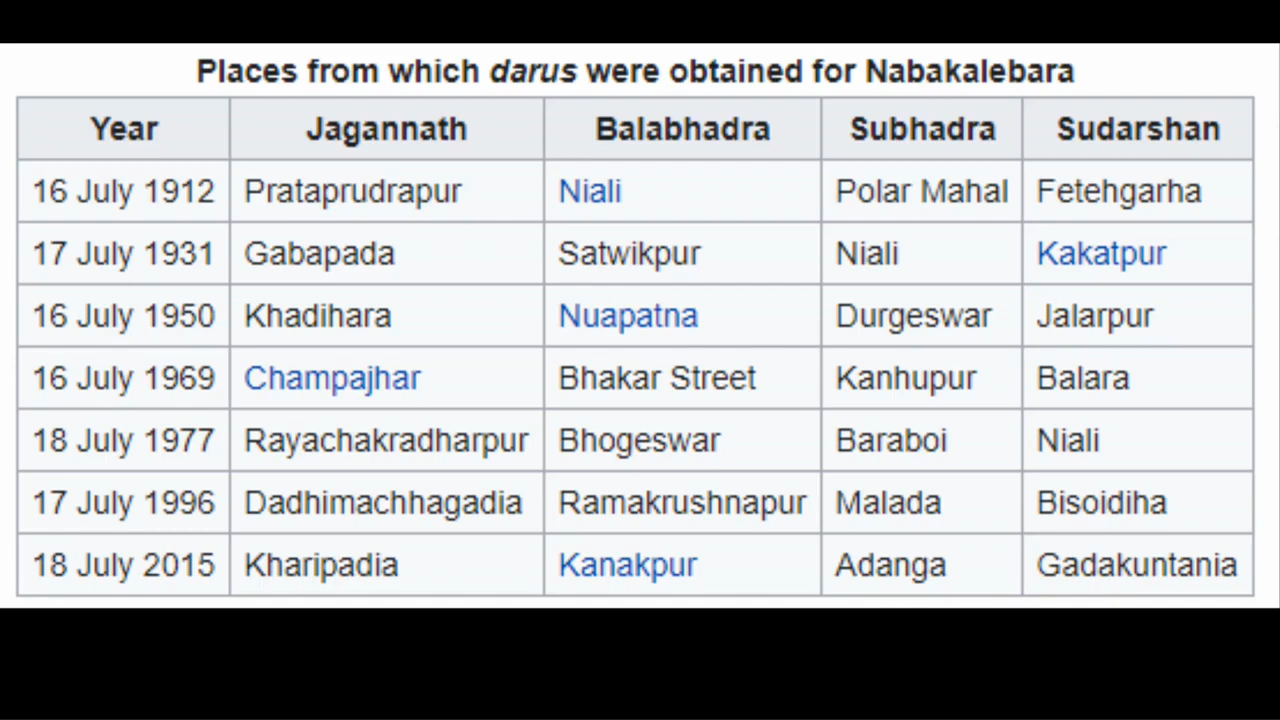 Places from which darus were obtained for Nabakalebara
Year Jagannath Balabhadra Subhadra Sudarshan
16 July 1912 Prataprudrapur Niali Polar Mahal Fetehgarha
17 July 1931 Gabapada Satwikpur Niali Kakatpur
16 July 1950 Khadihara Nuapatna Durgeswar Jalarpur
16 July 1969 Champajhar Bhakar Street Kanhupur Balara
18 July 1977 Rayachakradharpur Bhogeswar Baraboi Niali
17 July 1996 Dadhimachhagadia Ramakrushnapur Malada Bisoidiha
18 July 2015 Kharipadia Kanakpur Adanga Gadakuntania